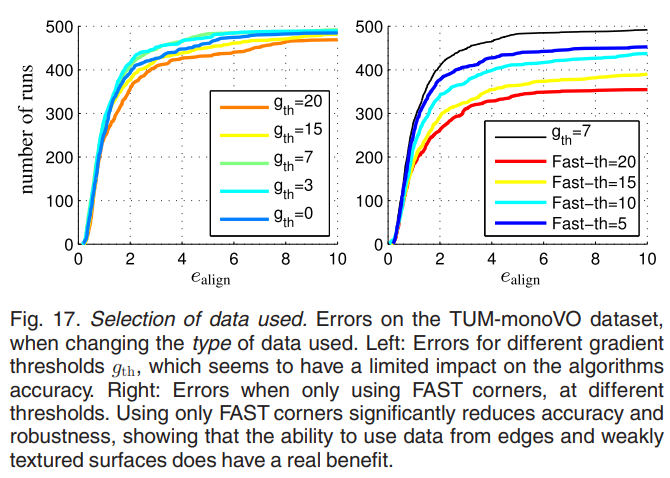 500
400
300
200
100
0
0 2 4 6 8 10
number of runs
e_align
g_th=20
g_th=15
g_th=7
g_th=3
g_th=0
500
400
300
200
100
0
0 2 4 6 8 10
e_align
g_th=7
Fast−th=20
Fast−th=15
Fast−th=10
Fast−th=5
Fig. 17. Selection of data used. Errors on the TUM-monoVO dataset,
when changing the type of data used. Left: Errors for different gradient
thresholds g_th, which seems to have a limited impact on the algorithms
accuracy. Right: Errors when only using FAST corners, at different
thresholds. Using only FAST corners significantly reduces accuracy and
robustness, showing that the ability to use data from edges and weakly
textured surfaces does have a real benefit.